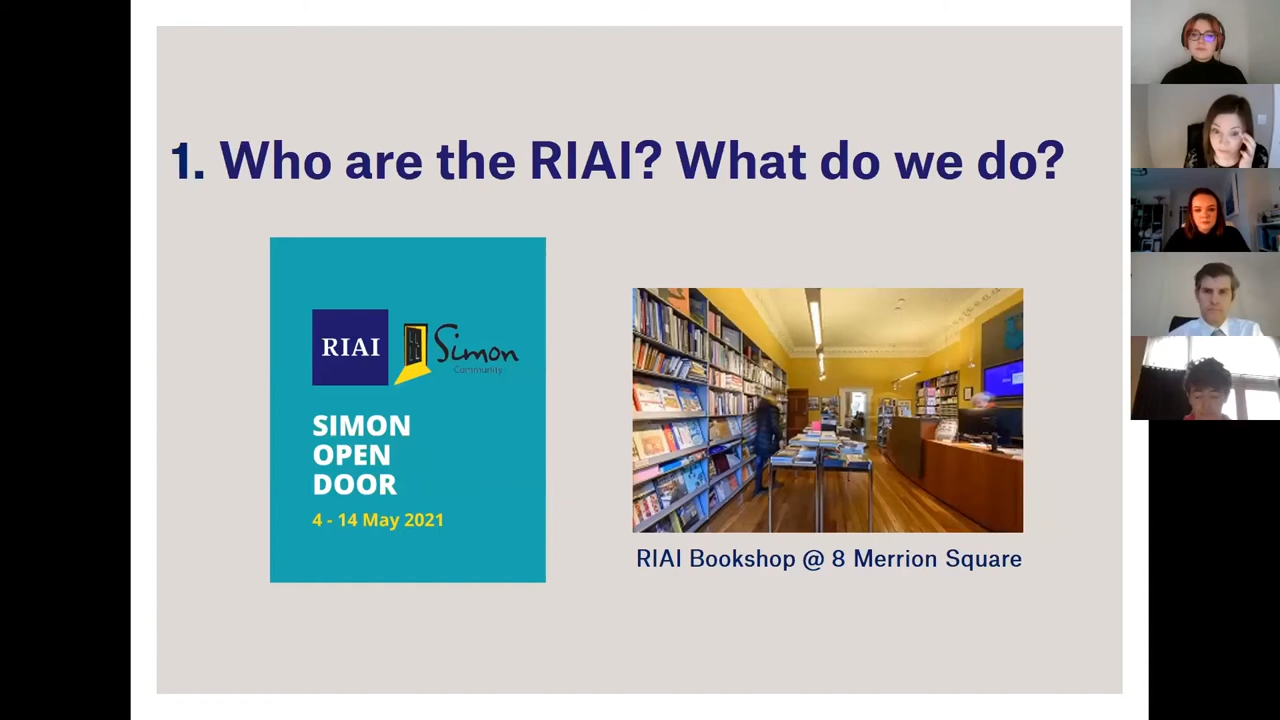 1. Who are the RIAI? What do we do?
RIAI
Simon
Community
SIMON
OPEN
DOOR
4 - 14 May 2021
RIAI Bookshop @ 8 Merrion Square